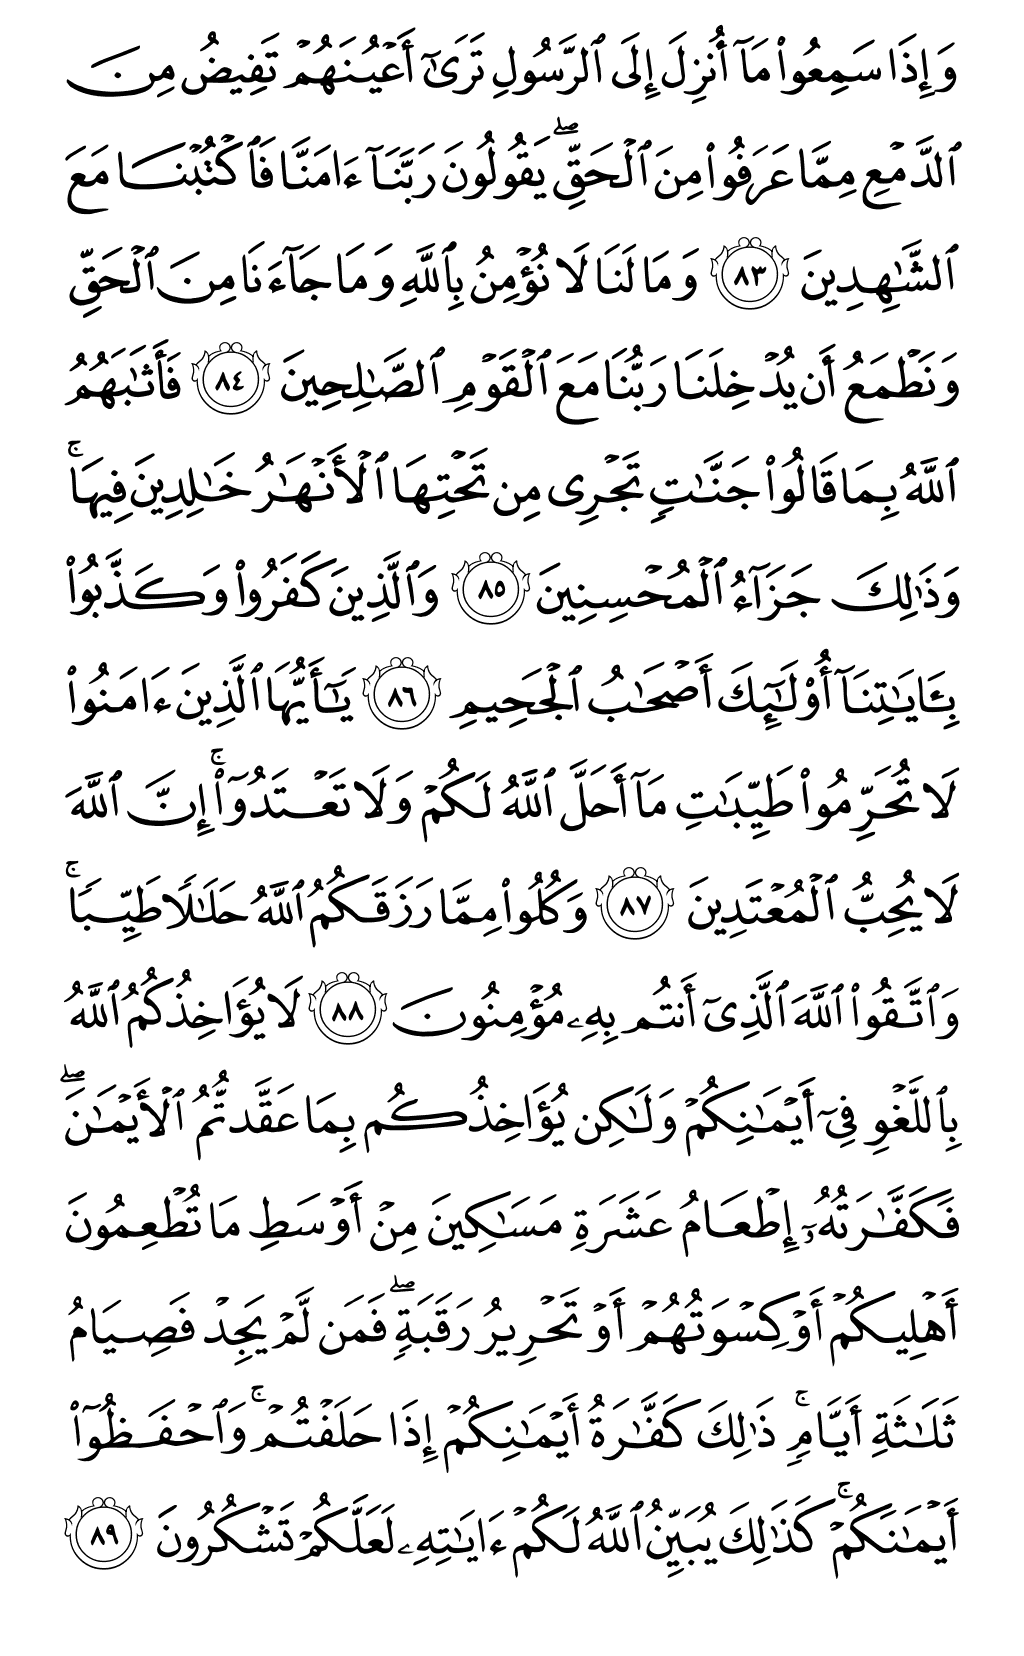 وَإِذَا سَمِعُوا۟ مَآ أُنزِلَ إِلَى ٱلرَّسُولِ تَرَىٰٓ أَعْيُنَهُمْ تَفِيضُ مِنَ
ٱلدَّمْعِ مِمَّا عَرَفُوا۟ مِنَ ٱلْحَقِّ ۖ يَقُولُونَ رَبَّنَآ ءَامَنَّا فَٱكْتُبْنَا مَعَ
ٱلشَّـٰهِدِينَ ٨٣ وَمَا لَنَا لَا نُؤْمِنُ بِٱللَّهِ وَمَا جَآءَنَا مِنَ ٱلْحَقِّ
وَنَطْمَعُ أَن يُدْخِلَنَا رَبُّنَا مَعَ ٱلْقَوْمِ ٱلصَّـٰلِحِينَ ٨٤ فَأَثَـٰبَهُمُ
ٱللَّهُ بِمَا قَالُوا۟ جَنَّـٰتٍ تَجْرِى مِن تَحْتِهَا ٱلْأَنْهَـٰرُ خَـٰلِدِينَ فِيهَا ۚ
وَذَٰلِكَ جَزَآءُ ٱلْمُحْسِنِينَ ٨٥ وَٱلَّذِينَ كَفَرُوا۟ وَكَذَّبُوا۟
بِـَٔايَـٰتِنَآ أُو۟لَـٰٓئِكَ أَصْحَـٰبُ ٱلْجَحِيمِ ٨٦ يَـٰٓأَيُّهَا ٱلَّذِينَ ءَامَنُوا۟
لَا تُحَرِّمُوا۟ طَيِّبَـٰتِ مَآ أَحَلَّ ٱللَّهُ لَكُمْ وَلَا تَعْتَدُوٓا۟ ۚ إِنَّ ٱللَّهَ
لَا يُحِبُّ ٱلْمُعْتَدِينَ ٨٧ وَكُلُوا۟ مِمَّا رَزَقَكُمُ ٱللَّهُ حَلَـٰلًا طَيِّبًا ۚ
وَٱتَّقُوا۟ ٱللَّهَ ٱلَّذِىٓ أَنتُم بِهِۦ مُؤْمِنُونَ ٨٨ لَا يُؤَاخِذُكُمُ ٱللَّهُ
بِٱللَّغْوِ فِىٓ أَيْمَـٰنِكُمْ وَلَـٰكِن يُؤَاخِذُكُم بِمَا عَقَّدتُّمُ ٱلْأَيْمَـٰنَ ۖ
فَكَفَّـٰرَتُهُۥٓ إِطْعَامُ عَشَرَةِ مَسَـٰكِينَ مِنْ أَوْسَطِ مَا تُطْعِمُونَ
أَهْلِيكُمْ أَوْ كِسْوَتُهُمْ أَوْ تَحْرِيرُ رَقَبَةٍ ۖ فَمَن لَّمْ يَجِدْ فَصِيَامُ
ثَلَـٰثَةِ أَيَّامٍ ۚ ذَٰلِكَ كَفَّـٰرَةُ أَيْمَـٰنِكُمْ إِذَا حَلَفْتُمْ ۚ وَٱحْفَظُوٓا۟
أَيْمَـٰنَكُمْ ۚ كَذَٰلِكَ يُبَيِّنُ ٱللَّهُ لَكُمْ ءَايَـٰتِهِۦ لَعَلَّكُمْ تَشْكُرُونَ ٨٩